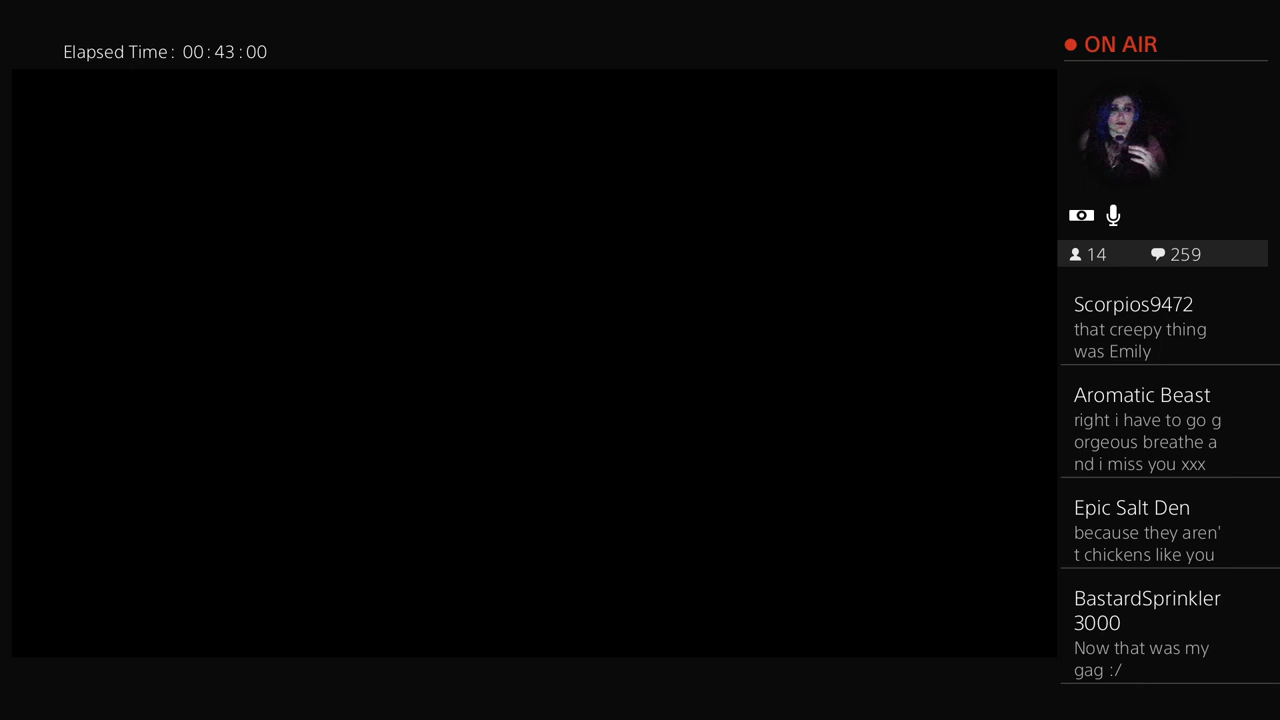 Elapsed Time: 00:43:00
ON AIR
14
259
Scorpios9472
that creepy thing
was Emily
Aromatic Beast
right i have to go g
orgeous breathe a
nd i miss you xxx
Epic Salt Den
because they aren'
t chickens like you
BastardSprinkler
3000
Now that was my
gag :/